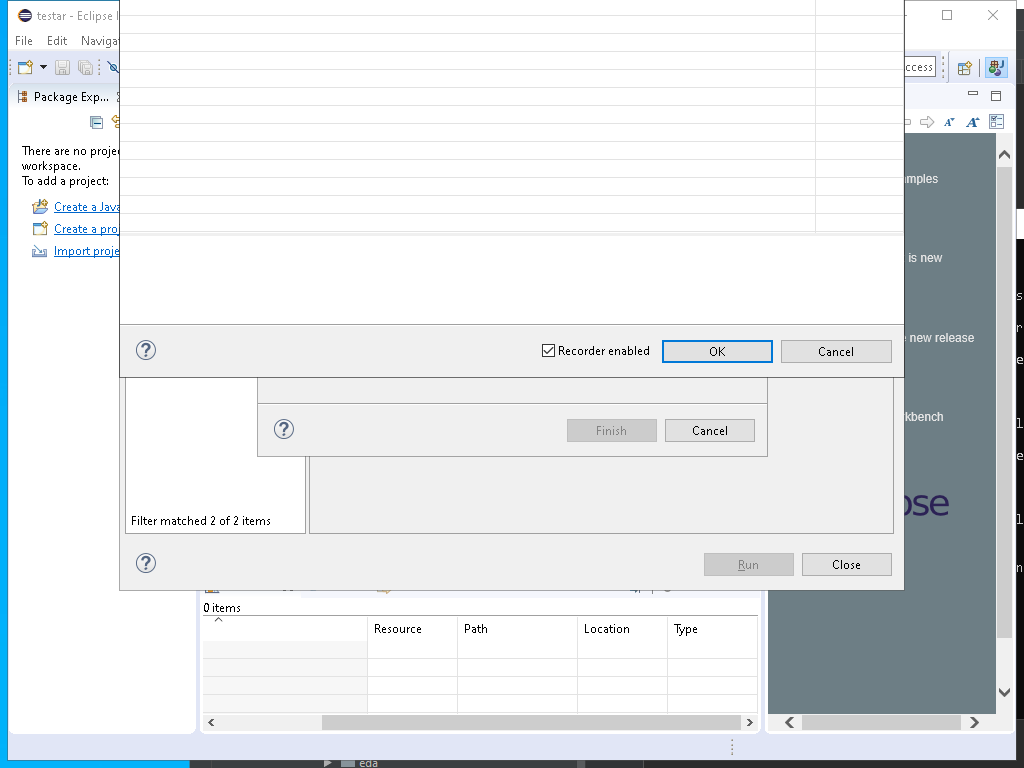 testar - Eclipse I
File Edit Naviga
ccess
Package Exp...
There are no proje
workspace.
To add a project:
Create a Java
Create a pro
Import proje
mples
is new
e new release
kbench
ose
Recorder enabled
OK
Cancel
Finish
Cancel
Filter matched 2 of 2 items
Run
Close
0 items
Resource Path Location Type
eda